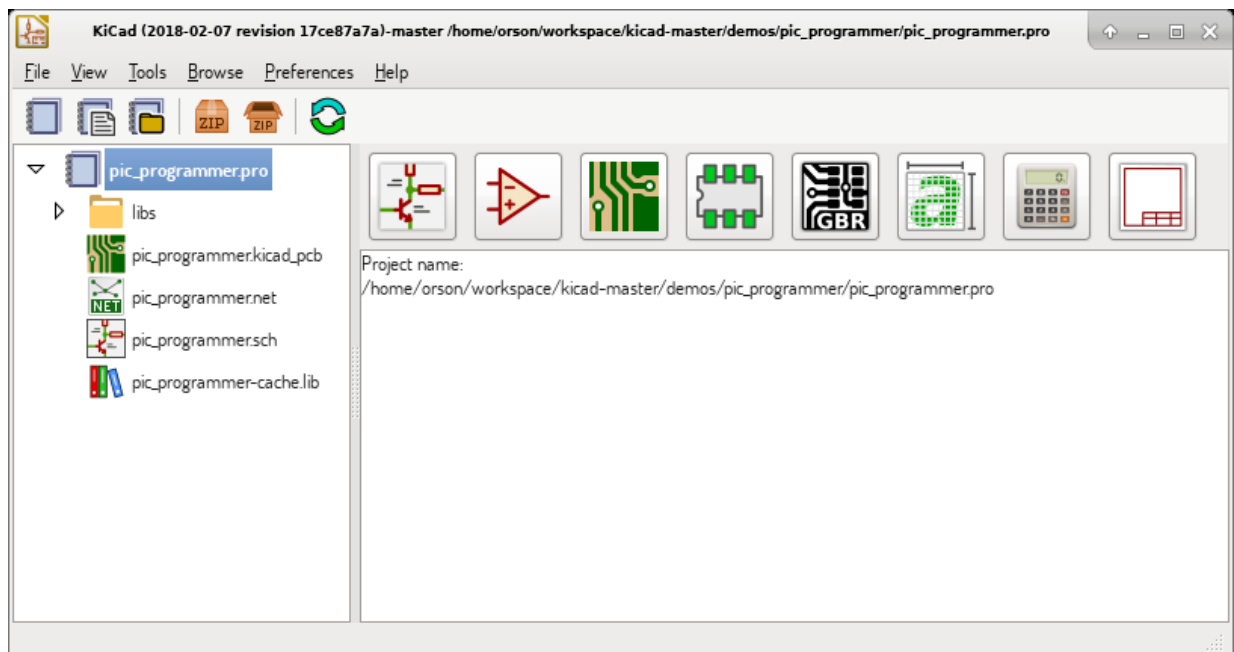 KiCad (2018-02-07 revision 17ce87a7a)-master /home/orson/workspace/kicad-master/demos/pic_programmer/pic_programmer.pro
File View Tools Browse Preferences Help
ZIP ZIP
pic_programmer.pro
libs
pic_programmer.kicad_pcb
NET pic_programmer.net
pic_programmer.sch
pic_programmer-cache.lib
GBR a 0.
Project name:
/home/orson/workspace/kicad-master/demos/pic_programmer/pic_programmer.pro